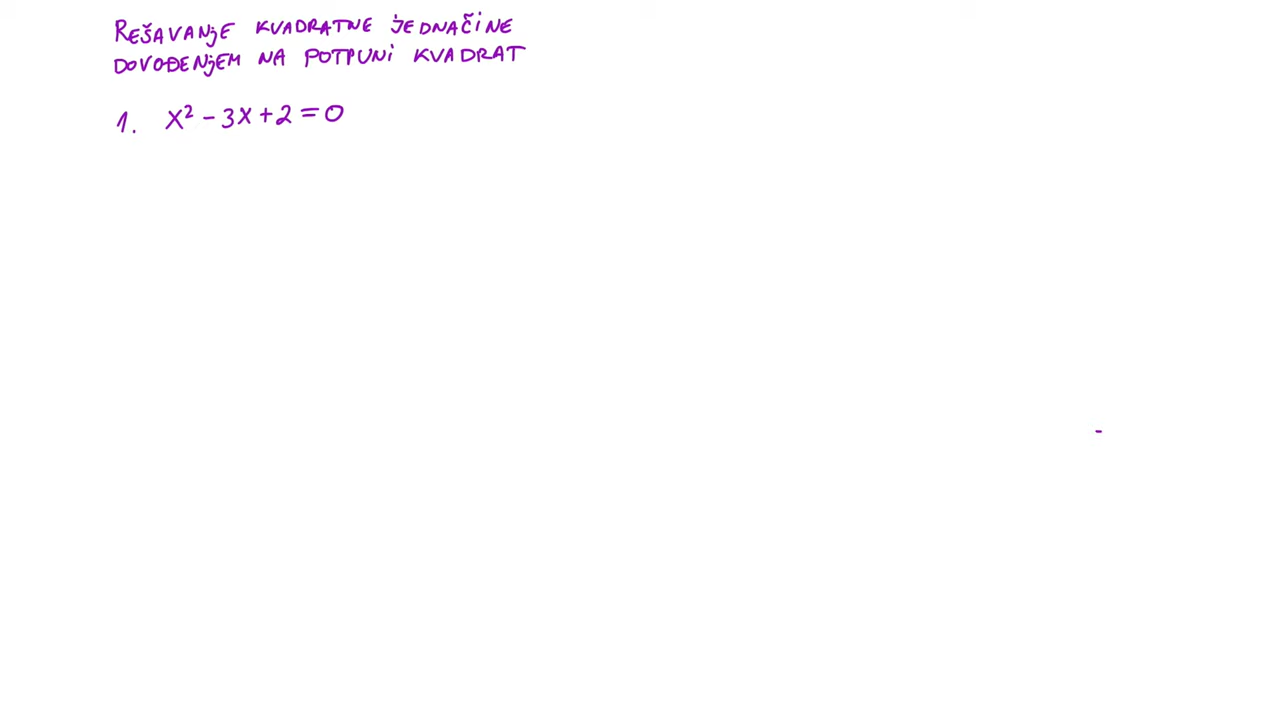 REŠAVANjE KVADRATNE JEDNAČINE
DOVOĐENjEM NA POTPUNI KVADRAT
1. x² - 3x + 2 = 0